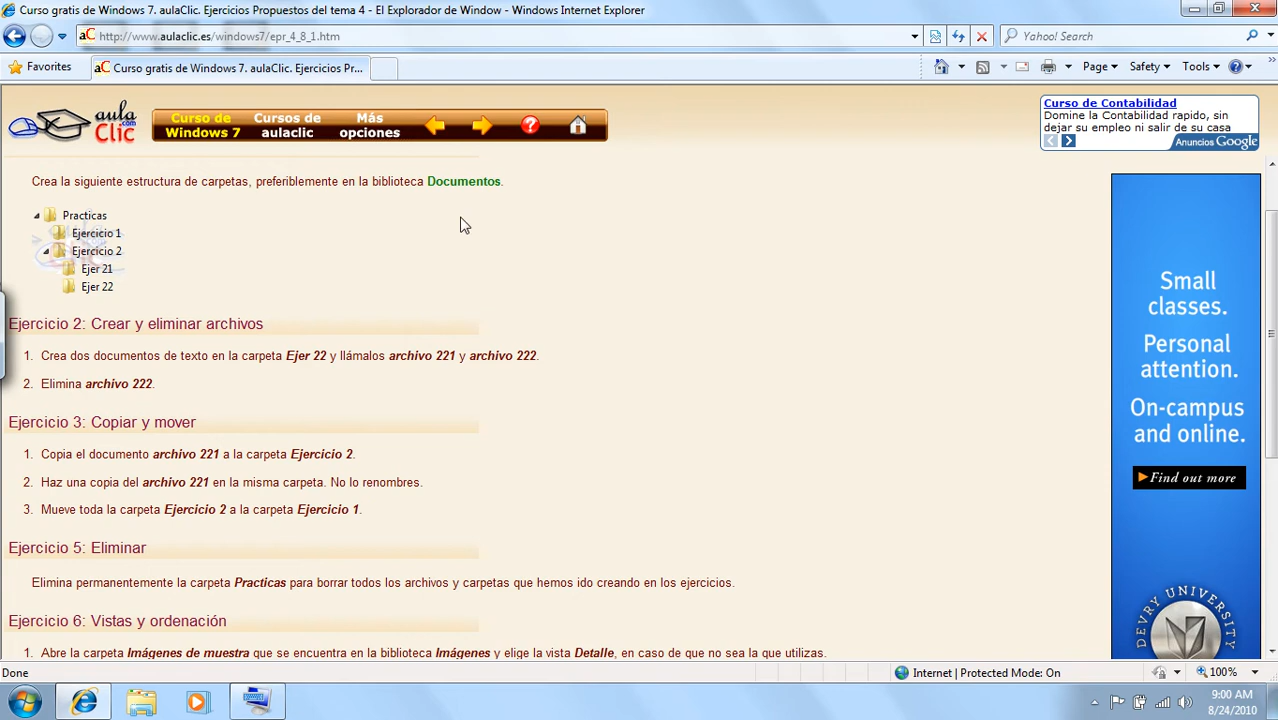 Curso gratis de Windows 7. aulaClic. Ejercicios Propuestos del tema 4 - El Explorador de Window - Windows Internet Explorer
http://www.aulaclic.es/windows7/epr_4_8_1.htm
Yahoo! Search
Favorites
Curso gratis de Windows 7. aulaClic. Ejercicios Pr...
Page
Safety
Tools
aula
.com
Clic
Curso de
Windows 7
Cursos de
aulaclic
Más
opciones
Curso de Contabilidad
Domine la Contabilidad rapido, sin
dejar su empleo ni salir de su casa
Anuncios Google
Crea la siguiente estructura de carpetas, preferiblemente en la biblioteca Documentos.
Practicas
Ejercicio 1
Ejercicio 2
Ejer 21
Ejer 22
Ejercicio 2: Crear y eliminar archivos
1. Crea dos documentos de texto en la carpeta Ejer 22 y llámalos archivo 221 y archivo 222.
2. Elimina archivo 222.
Ejercicio 3: Copiar y mover
1. Copia el documento archivo 221 a la carpeta Ejercicio 2.
2. Haz una copia del archivo 221 en la misma carpeta. No lo renombres.
3. Mueve toda la carpeta Ejercicio 2 a la carpeta Ejercicio 1.
Ejercicio 5: Eliminar
Elimina permanentemente la carpeta Practicas para borrar todos los archivos y carpetas que hemos ido creando en los ejercicios.
Ejercicio 6: Vistas y ordenación
1. Abre la carpeta Imágenes de muestra que se encuentra en la biblioteca Imágenes y elige la vista Detalle, en caso de que no sea la que utilizas.
Small
classes.
Personal
attention.
On-campus
and online.
Find out more
DEVRY UNIVERSITY
Done
Internet | Protected Mode: On
100%
9:00 AM
8/24/2010